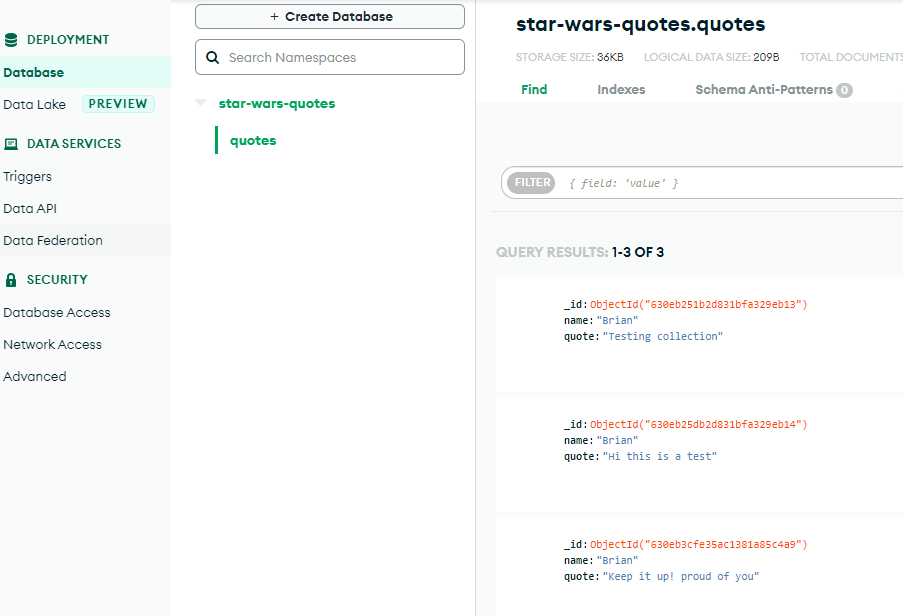 DEPLOYMENT
Database
Data Lake PREVIEW
DATA SERVICES
Triggers
Data API
Data Federation
SECURITY
Database Access
Network Access
Advanced
+ Create Database
Search Namespaces
star-wars-quotes
quotes
star-wars-quotes.quotes
STORAGE SIZE: 36KB LOGICAL DATA SIZE: 209B TOTAL DOCUMENTS
Find Indexes Schema Anti-Patterns 0
FILTER { field: 'value' }
QUERY RESULTS: 1-3 OF 3
_id: ObjectId("630eb251b2d831bfa329eb13")
name: "Brian"
quote: "Testing collection"
_id: ObjectId("630eb25db2d831bfa329eb14")
name: "Brian"
quote: "Hi this is a test"
_id: ObjectId("630eb3cfe35ac1381a85c4a9")
name: "Brian"
quote: "Keep it up! proud of you"